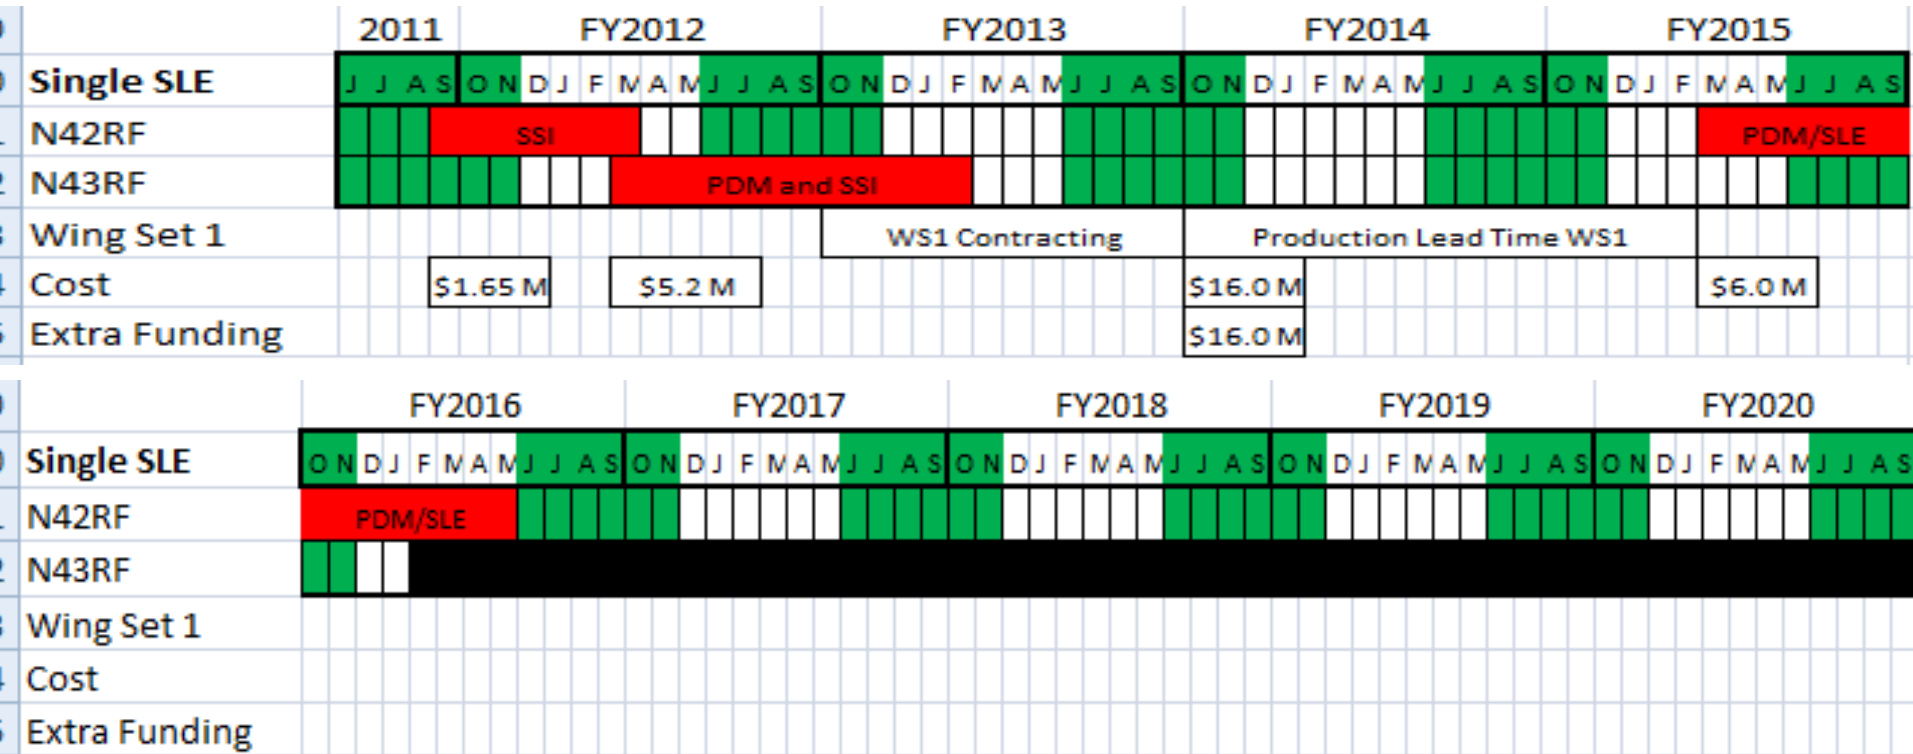 2011 FY2012 FY2013 FY2014 FY2015
Single SLE J J A S O N D J F M A M J J A S O N D J F M A M J J A S O N D J F M A M J J A S O N D J F M A M J J A S
N42RF SSI PDM/SLE
N43RF PDM and SSI
Wing Set 1 WS1 Contracting Production Lead Time WS1
Cost $1.65 M $5.2 M $16.0 M $6.0 M
Extra Funding $16.0 M
FY2016 FY2017 FY2018 FY2019 FY2020
Single SLE O N D J F M A M J J A S O N D J F M A M J J A S O N D J F M A M J J A S O N D J F M A M J J A S O N D J F M A M J J A S
N42RF PDM/SLE
N43RF
Wing Set 1
Cost
Extra Funding